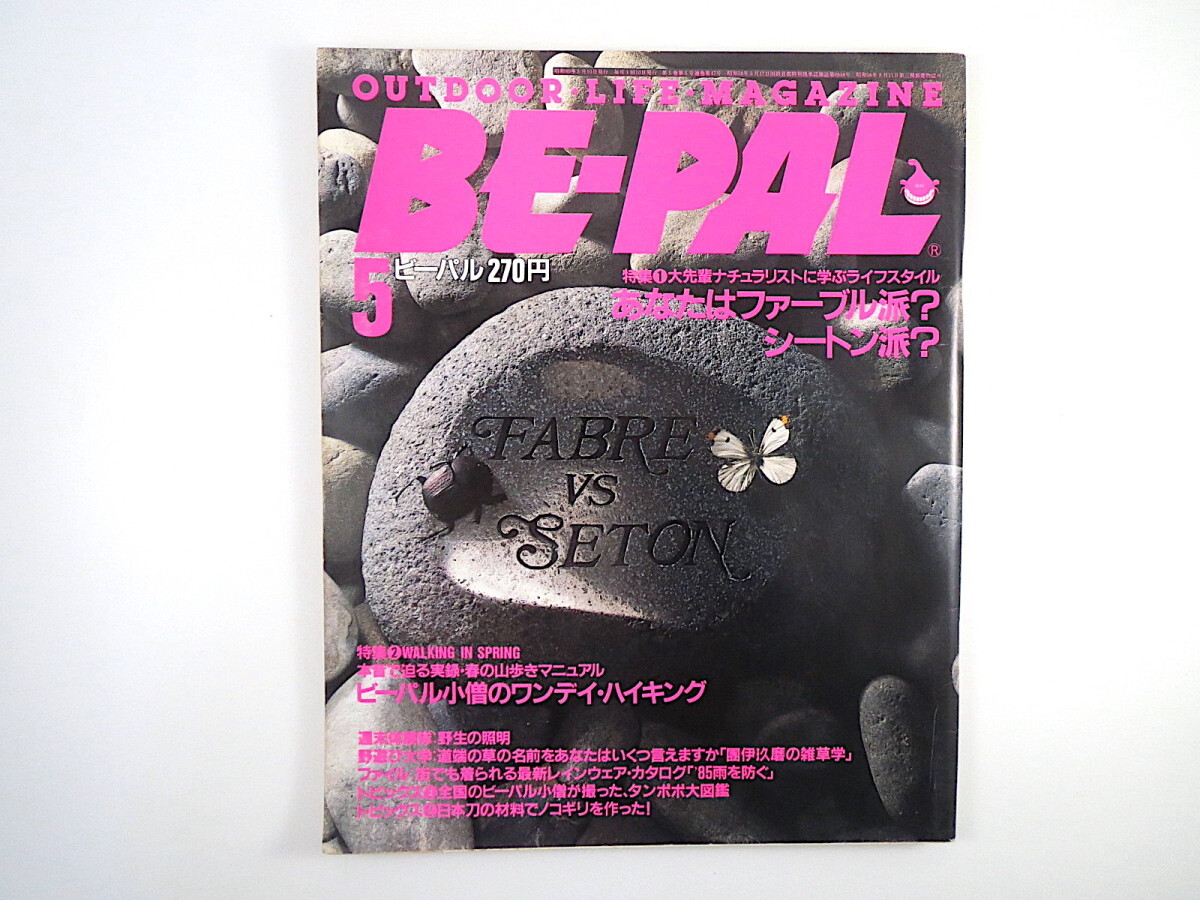 OUTDOOR・LIFE・MAGAZINE
BE-PAL
®
5
ビーパル 270円
特集❶大先輩ナチュラリストに学ぶライフスタイル
あなたはファーブル派?
シートン派?
FABRE
VS
SETON
特集❷WALKING IN SPRING
本音で迫る実録・春の山歩きマニュアル
ビーパル小僧のワンデイ・ハイキング
野生の照明
野遊び大学 道端の草の名前をあなたはいくつ言えますか「團伊玖磨の雑草学」
ファイル 街でも着られる最新レインウェア・カタログ「'85雨を防ぐ」
トピックス 全国のビーパル小僧が撮った、タンポポ大図鑑
トピックス 日本刀の材料でノコギリを作った!